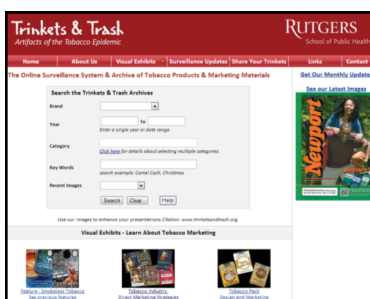 Trinkets & Trash
Artifacts of the Tobacco Epidemic
RUTGERS
School of Public Health
Home
About Us
Visual Exhibits
Surveillance Updates
Share Your Trinkets
Links
Contact
The Online Surveillance System & Archive of Tobacco Products & Marketing Materials
Get Our Monthly Update
See our Latest Images
Search the Trinkets & Trash Archives
Brand
Year
to
Enter a single year or date range.
Category
Click here for details about selecting multiple categories.
Key Words
search example: Camel Cash, Christmas
Recent Images
Search
Clear
Help
Newport
Use our images to enhance your presentations Citation: www.trinketsandtrash.org
Visual Exhibits - Learn About Tobacco Marketing
Feature - Smokeless Tobacco
See previous features
Tobacco Industry
Direct Marketing Strategies
Tobacco Pack
Design and Marketing